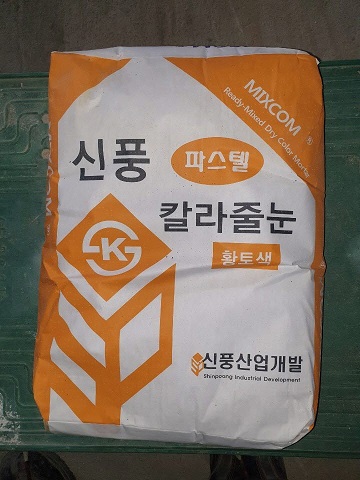 MIXCOM ®
Ready-Mixed Dry Color Mortar
신풍 파스텔
칼라줄눈
황토색
신풍산업개발
Shinpoong Industrial Development